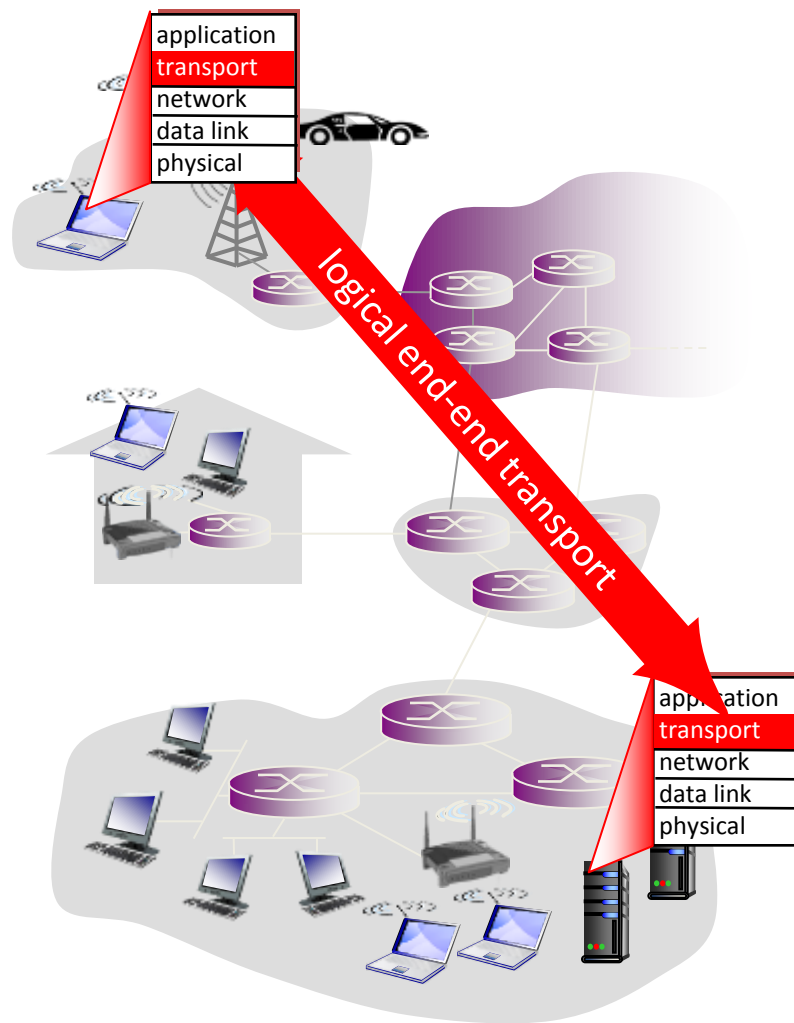 application
transport
network
data link
physical
logical end-end transport
application
transport
network
data link
physical